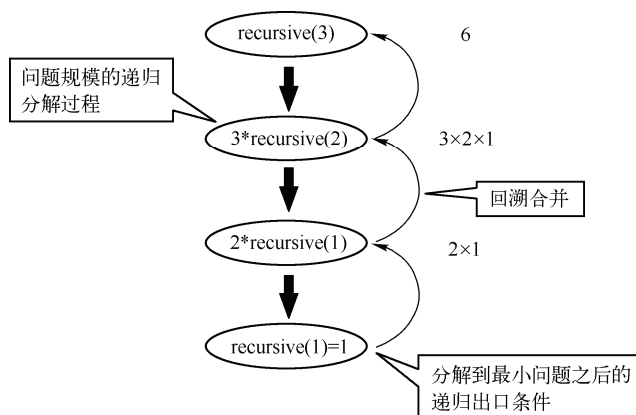 recursive(3)
6
问题规模的递归
分解过程
3*recursive(2)
3×2×1
回溯合并
2*recursive(1)
2×1
recursive(1)=1
分解到最小问题之后的
递归出口条件